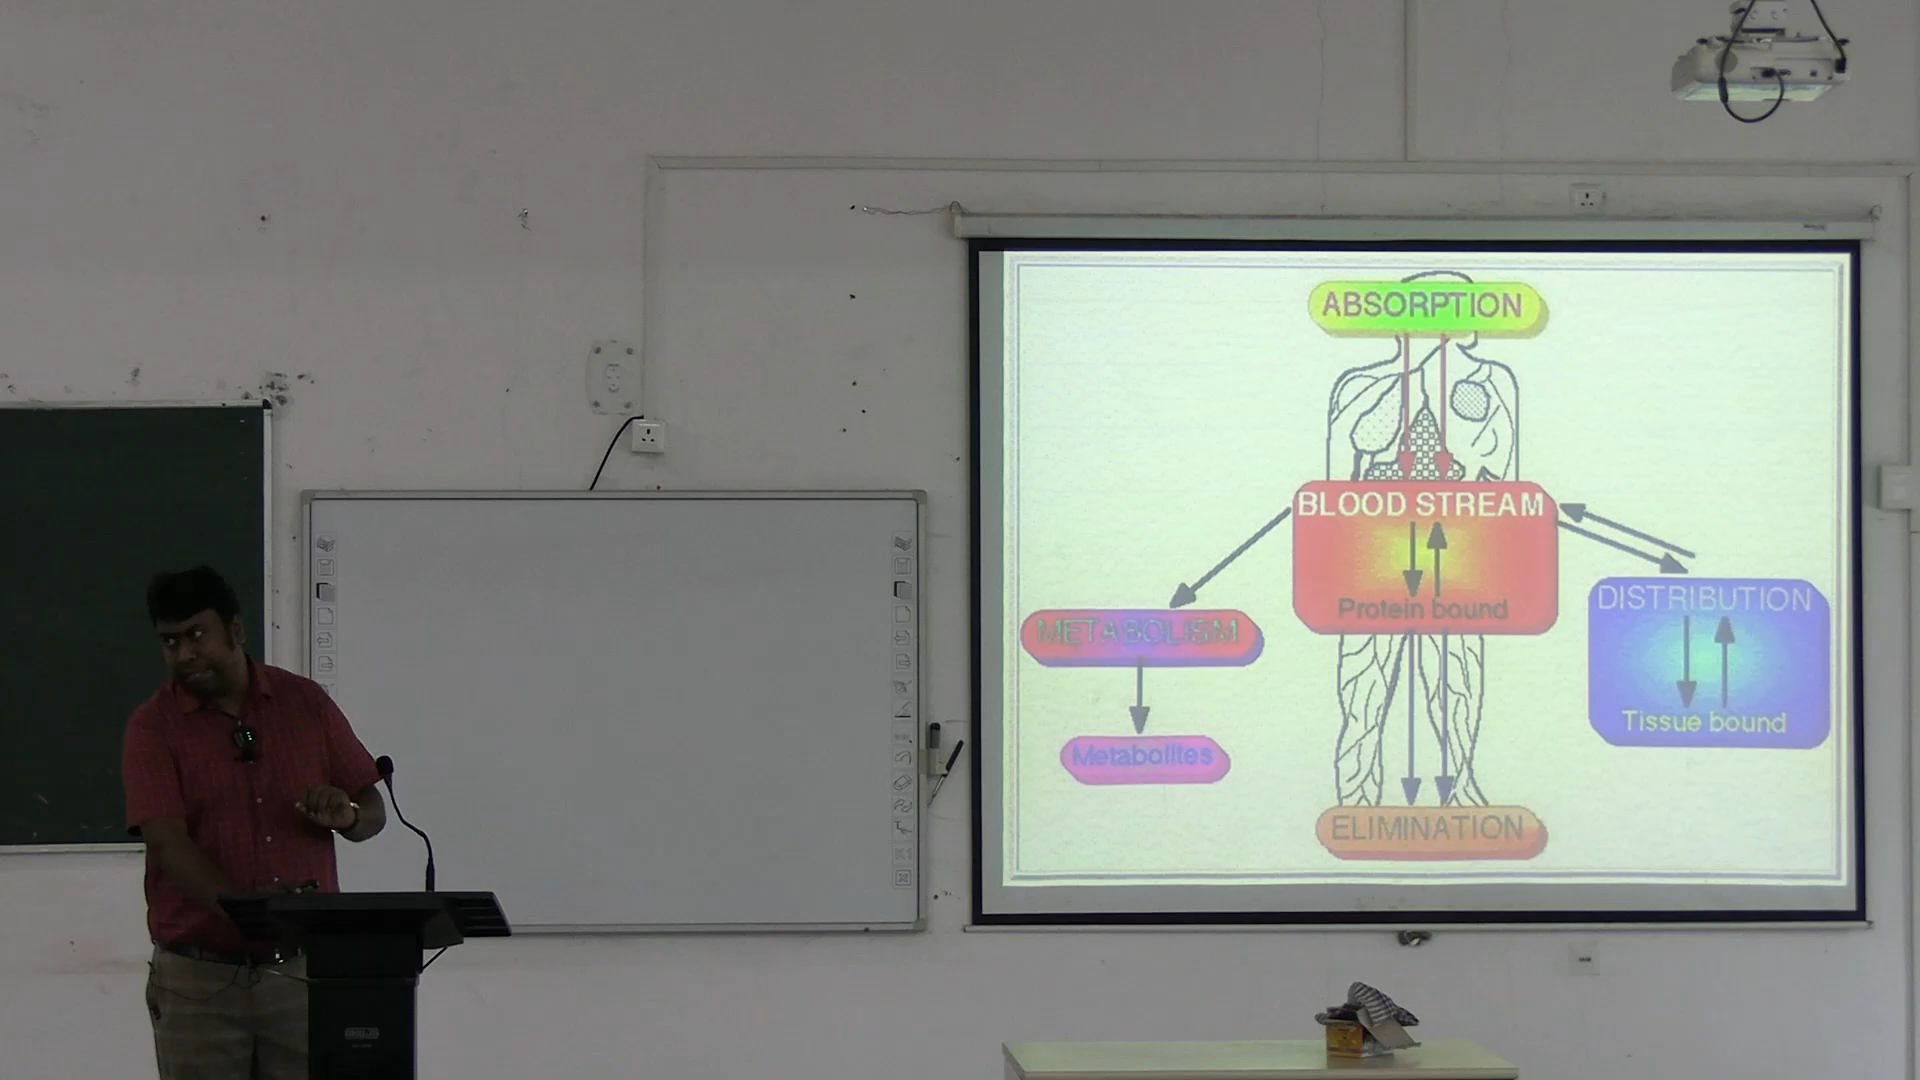 ABSORPTION
BLOOD STREAM
Protein bound
METABOLISM
Metabolites
DISTRIBUTION
Tissue bound
ELIMINATION